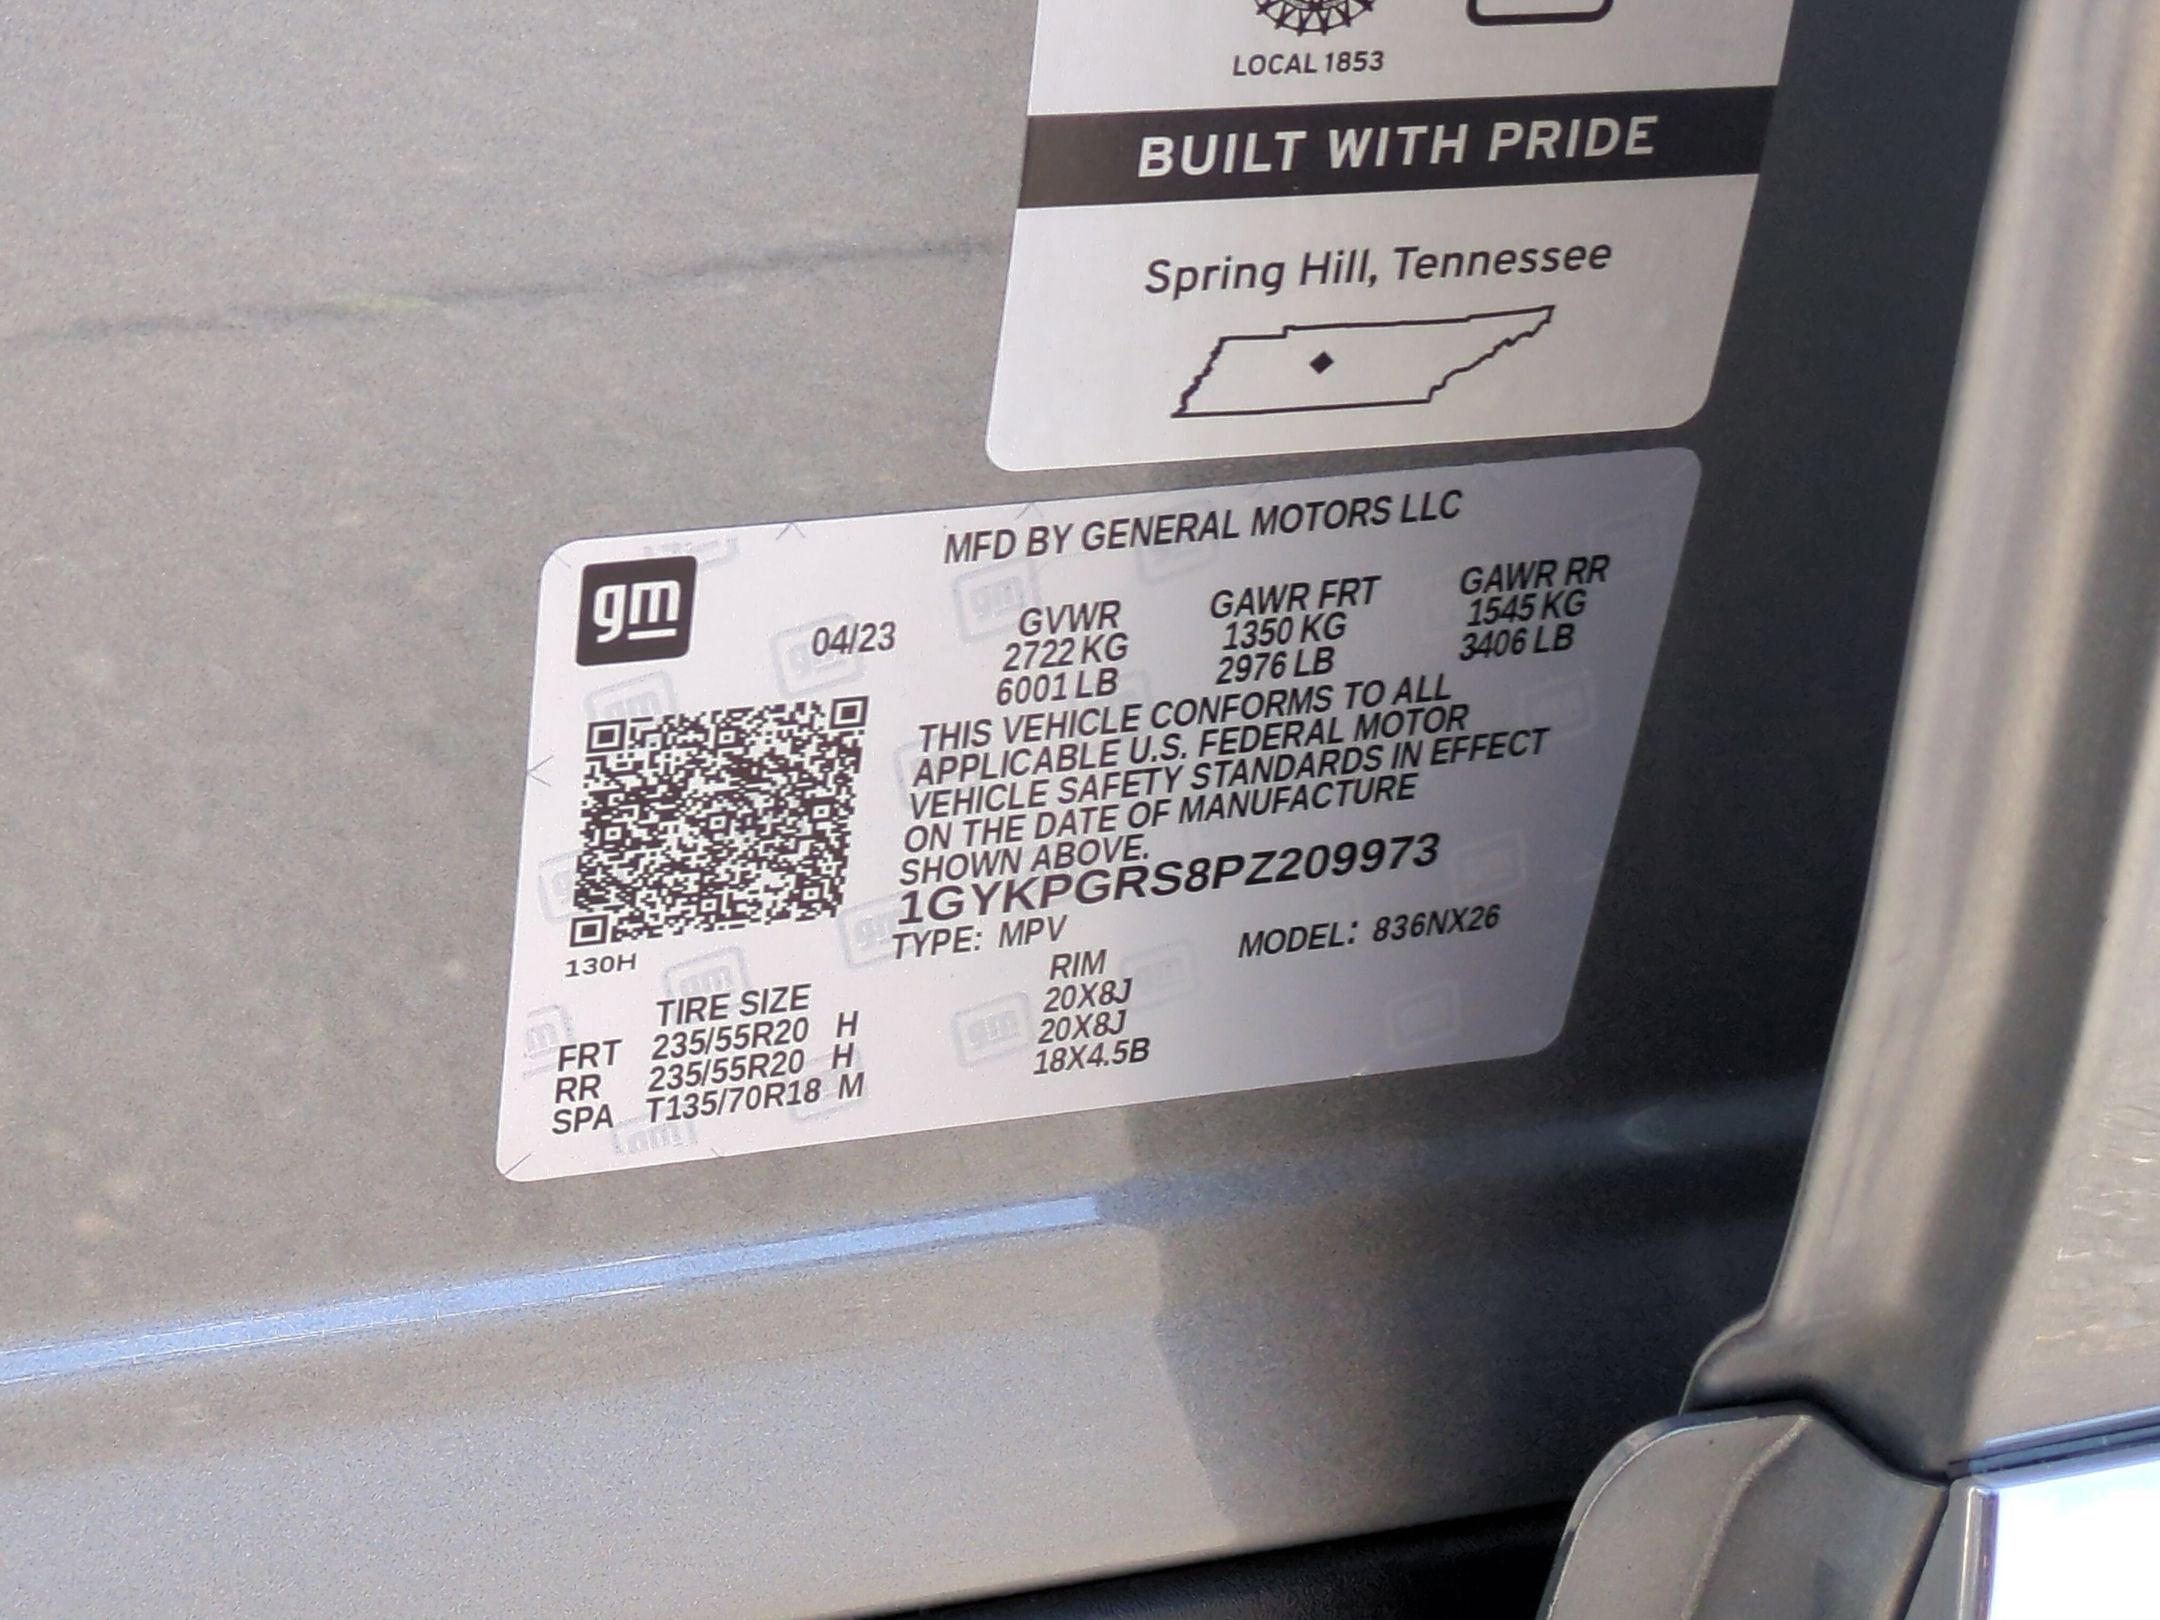 LOCAL 1853
BUILT WITH PRIDE
Spring Hill, Tennessee
gm
MFD BY GENERAL MOTORS LLC
04/23 GVWR GAWR FRT GAWR RR
2722 KG 1350 KG 1545 KG
6001 LB 2976 LB 3406 LB
THIS VEHICLE CONFORMS TO ALL
APPLICABLE U.S. FEDERAL MOTOR
VEHICLE SAFETY STANDARDS IN EFFECT
ON THE DATE OF MANUFACTURE
SHOWN ABOVE.
1GYKPGRS8PZ209973
TYPE: MPV MODEL: 836NX26
130H
TIRE SIZE RIM
FRT 235/55R20 H 20X8J
RR 235/55R20 H 20X8J
SPA T135/70R18 M 18X4.5B